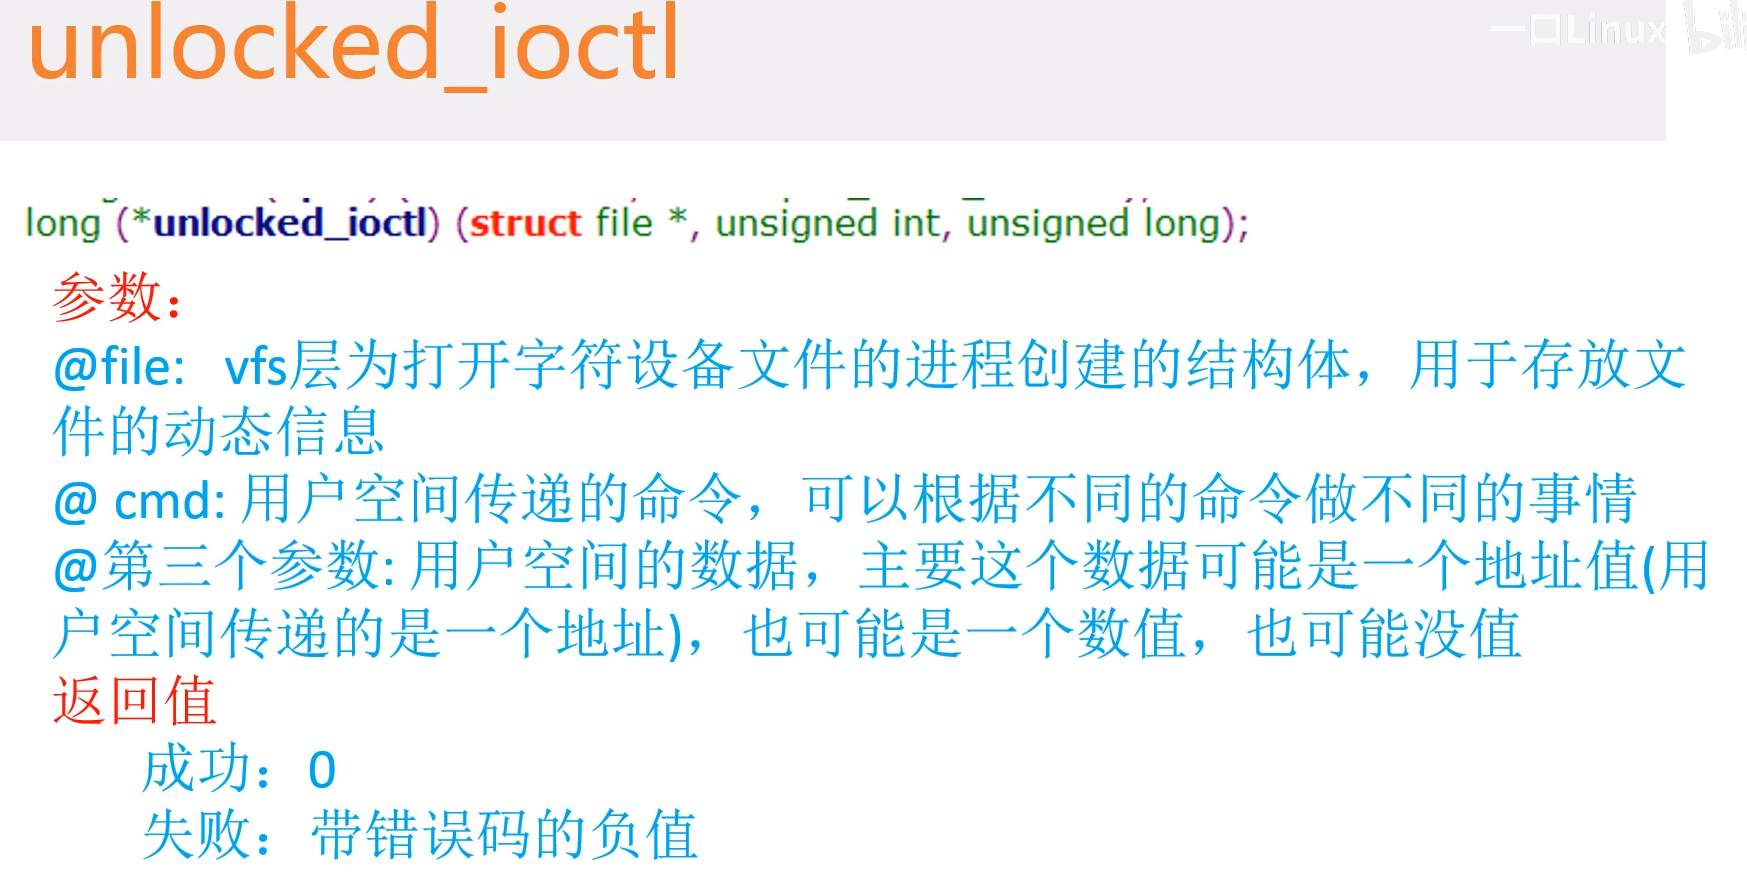 unlocked_ioctl
一口Linux
long (*unlocked_ioctl) (struct file *, unsigned int, unsigned long);
参数：
@file: vfs层为打开字符设备文件的进程创建的结构体，用于存放文
件的动态信息
@ cmd: 用户空间传递的命令，可以根据不同的命令做不同的事情
@第三个参数: 用户空间的数据，主要这个数据可能是一个地址值(用
户空间传递的是一个地址)，也可能是一个数值，也可能没值
返回值
成功：0
失败：带错误码的负值